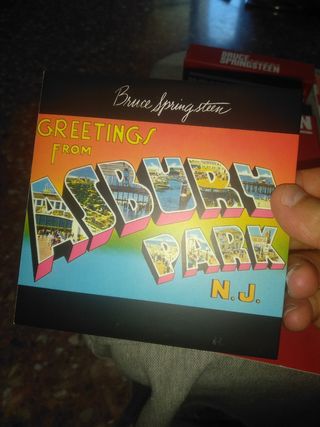 Bruce Springsteen
GREETINGS
FROM
ASBURY
PARK
N.J.
BRUCE
SPRINGSTEEN